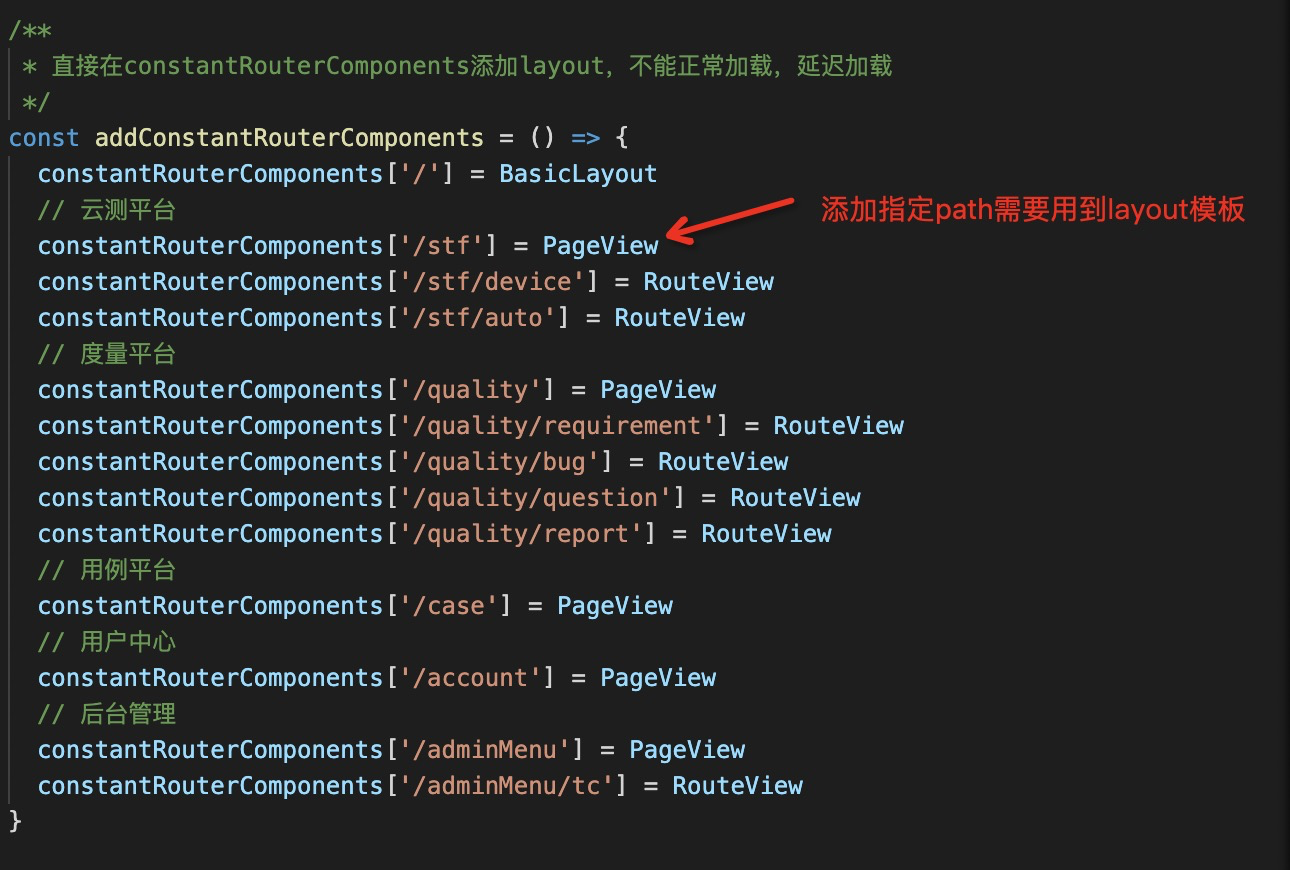 /**
 * 直接在constantRouterComponents添加layout，不能正常加载，延迟加载
 */
const addConstantRouterComponents = () => {
  constantRouterComponents['/'] = BasicLayout
  // 云测平台
添加指定path需要用到layout模板
  constantRouterComponents['/stf'] = PageView
  constantRouterComponents['/stf/device'] = RouteView
  constantRouterComponents['/stf/auto'] = RouteView
  // 度量平台
  constantRouterComponents['/quality'] = PageView
  constantRouterComponents['/quality/requirement'] = RouteView
  constantRouterComponents['/quality/bug'] = RouteView
  constantRouterComponents['/quality/question'] = RouteView
  constantRouterComponents['/quality/report'] = RouteView
  // 用例平台
  constantRouterComponents['/case'] = PageView
  // 用户中心
  constantRouterComponents['/account'] = PageView
  // 后台管理
  constantRouterComponents['/adminMenu'] = PageView
  constantRouterComponents['/adminMenu/tc'] = RouteView
}